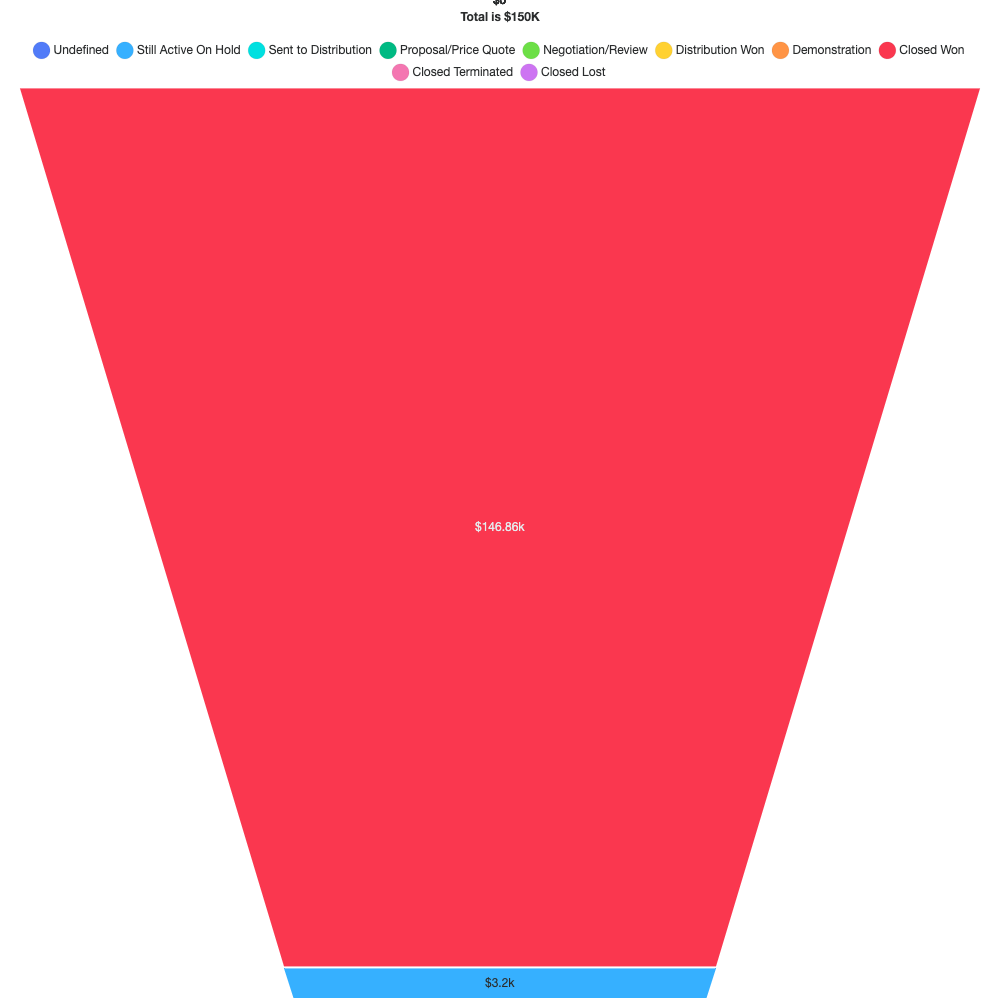 Total is $150K
Undefined Still Active On Hold Sent to Distribution Proposal/Price Quote Negotiation/Review Distribution Won Demonstration Closed Won
Closed Terminated Closed Lost
$146.86k
$3.2k